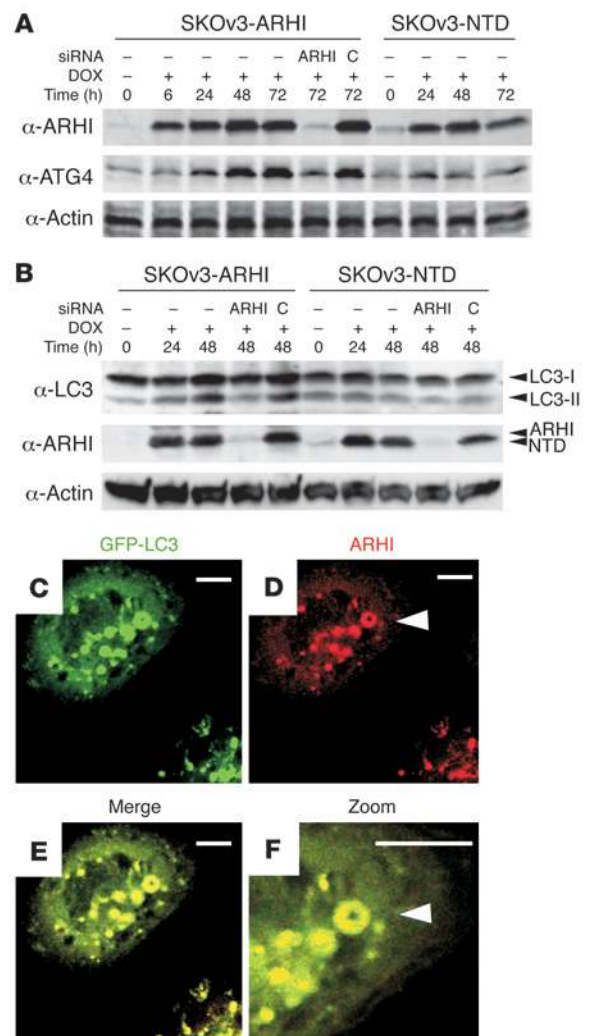 A
SKOv3-ARHI SKOv3-NTD
siRNA – – – – – ARHI C – – – –
DOX – + + + + + + – + + +
Time (h) 0 6 24 48 72 72 72 0 24 48 72
α-ARHI
α-ATG4
α-Actin
B
SKOv3-ARHI SKOv3-NTD
siRNA – – – ARHI C – – – ARHI C
DOX – + + + + – + + + +
Time (h) 0 24 48 48 48 0 24 48 48 48
α-LC3
LC3-I
LC3-II
α-ARHI
ARHI
NTD
α-Actin
GFP-LC3 ARHI
C D
Merge Zoom
E F